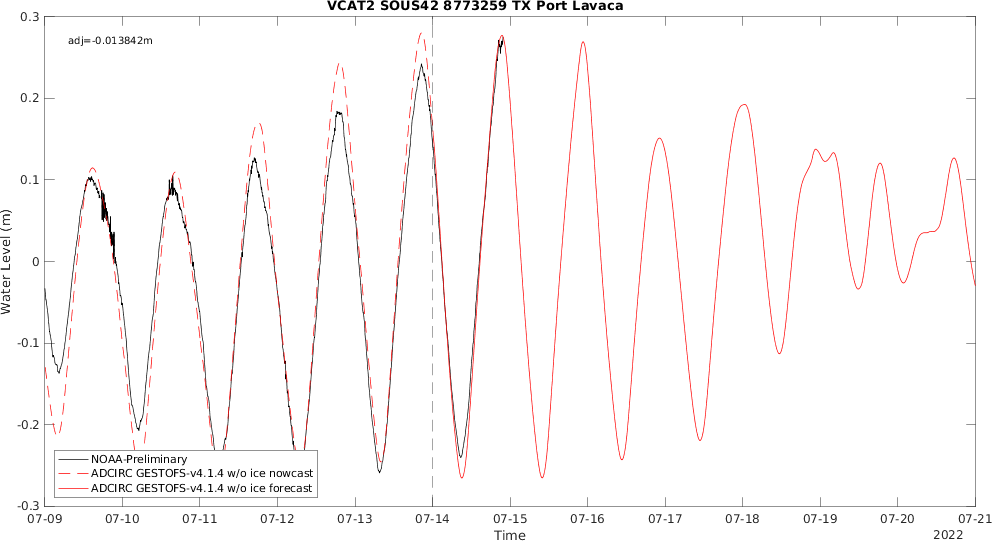 VCAT2 SOUS42 8773259 TX Port Lavaca
adj=-0.013842m
Water Level (m)
0.3
0.2
0.1
0
-0.1
-0.2
-0.3
NOAA-Preliminary
ADCIRC GESTOFS-v4.1.4 w/o ice nowcast
ADCIRC GESTOFS-v4.1.4 w/o ice forecast
07-09 07-10 07-11 07-12 07-13 07-14 07-15 07-16 07-17 07-18 07-19 07-20 07-21
Time
2022